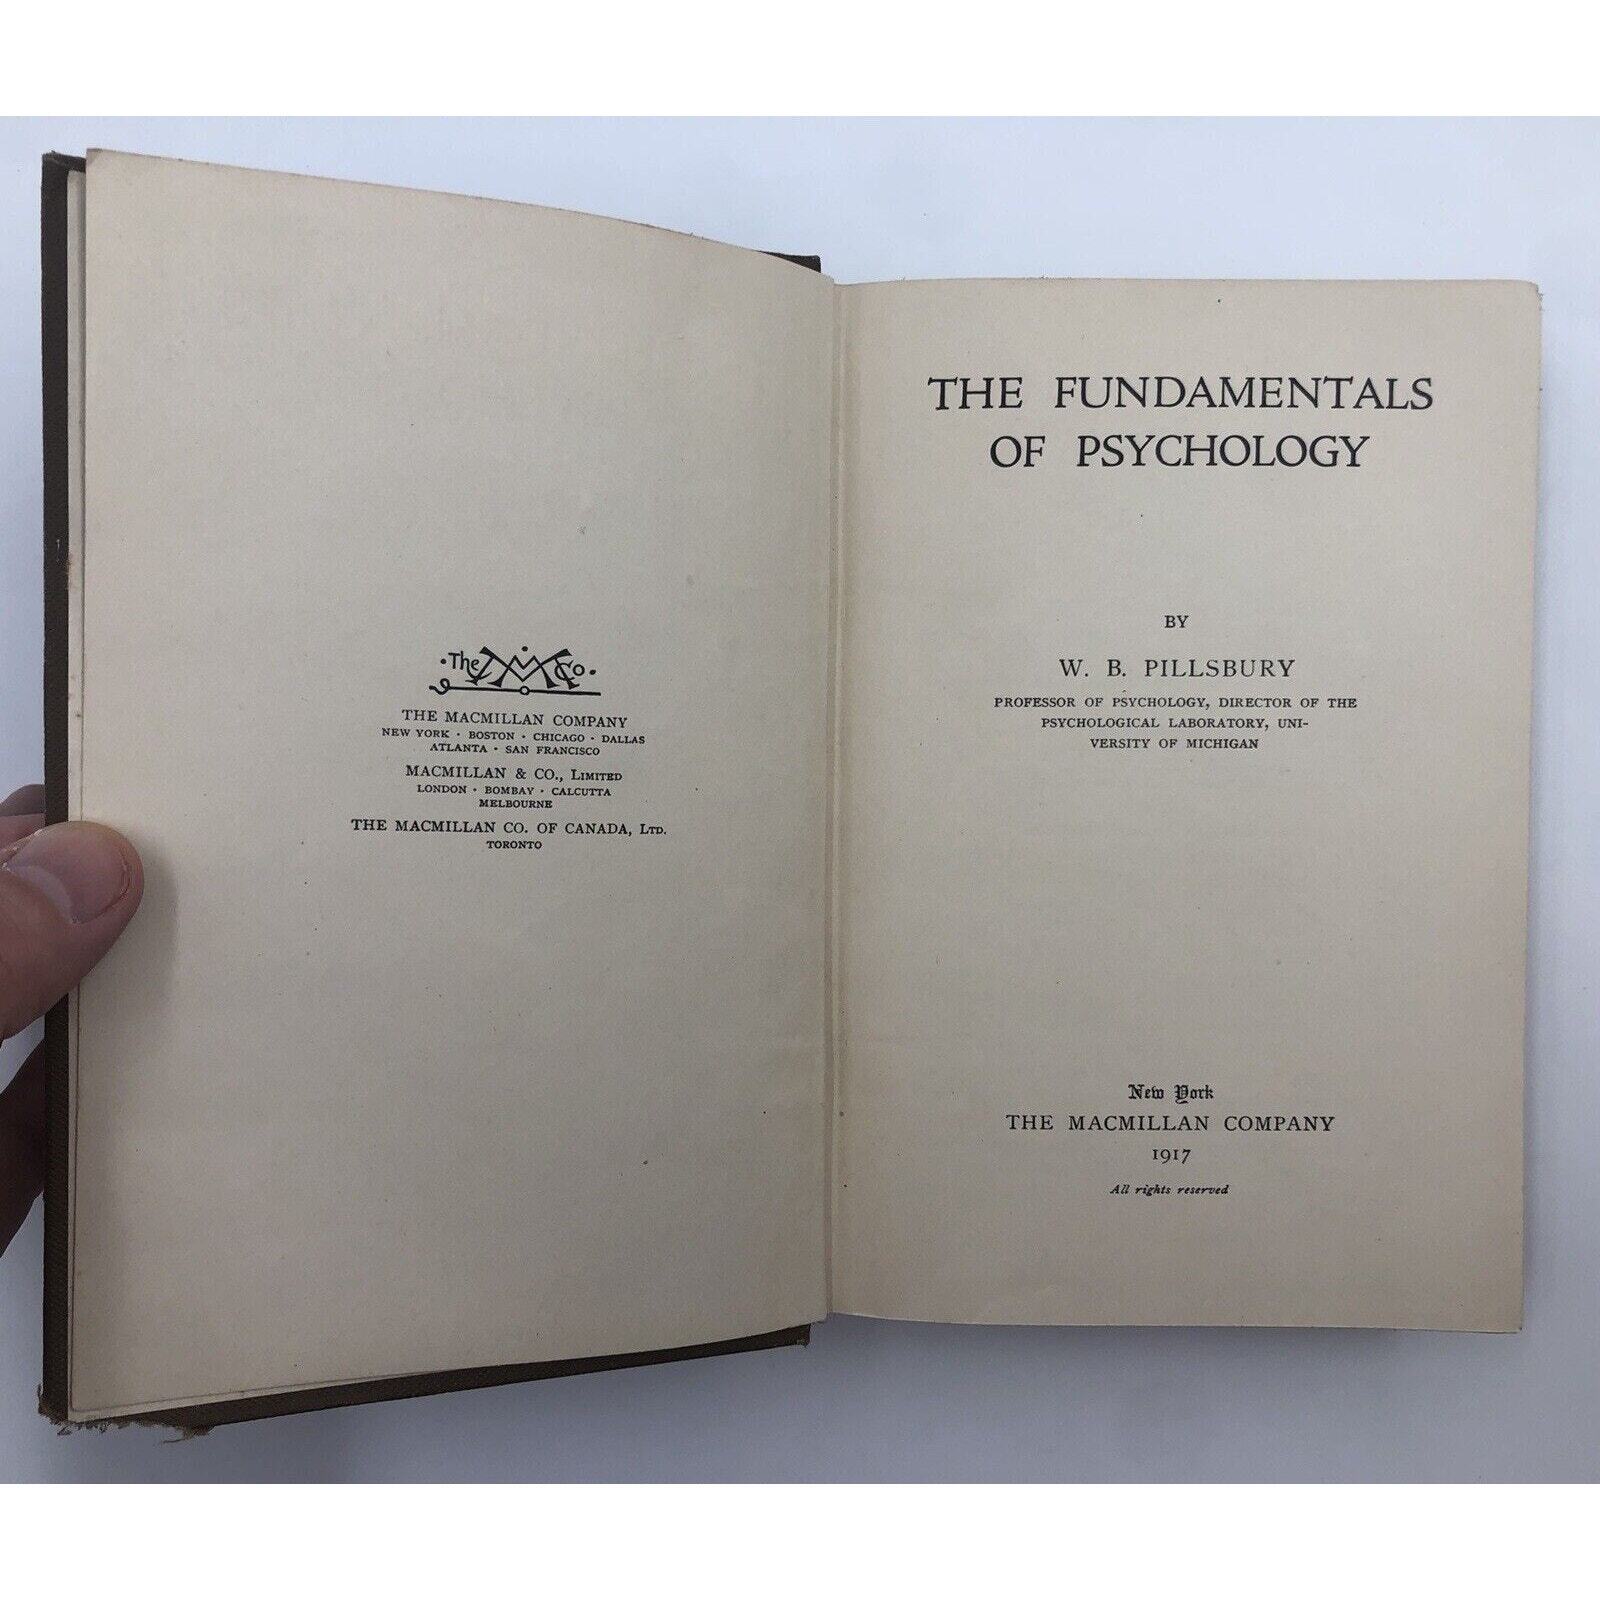 The M Co.
THE MACMILLAN COMPANY
NEW YORK · BOSTON · CHICAGO · DALLAS
ATLANTA · SAN FRANCISCO
MACMILLAN & CO., LIMITED
LONDON · BOMBAY · CALCUTTA
MELBOURNE
THE MACMILLAN CO. OF CANADA, LTD.
TORONTO
THE FUNDAMENTALS
OF PSYCHOLOGY
BY
W. B. PILLSBURY
PROFESSOR OF PSYCHOLOGY, DIRECTOR OF THE
PSYCHOLOGICAL LABORATORY, UNI-
VERSITY OF MICHIGAN
New York
THE MACMILLAN COMPANY
1917
All rights reserved